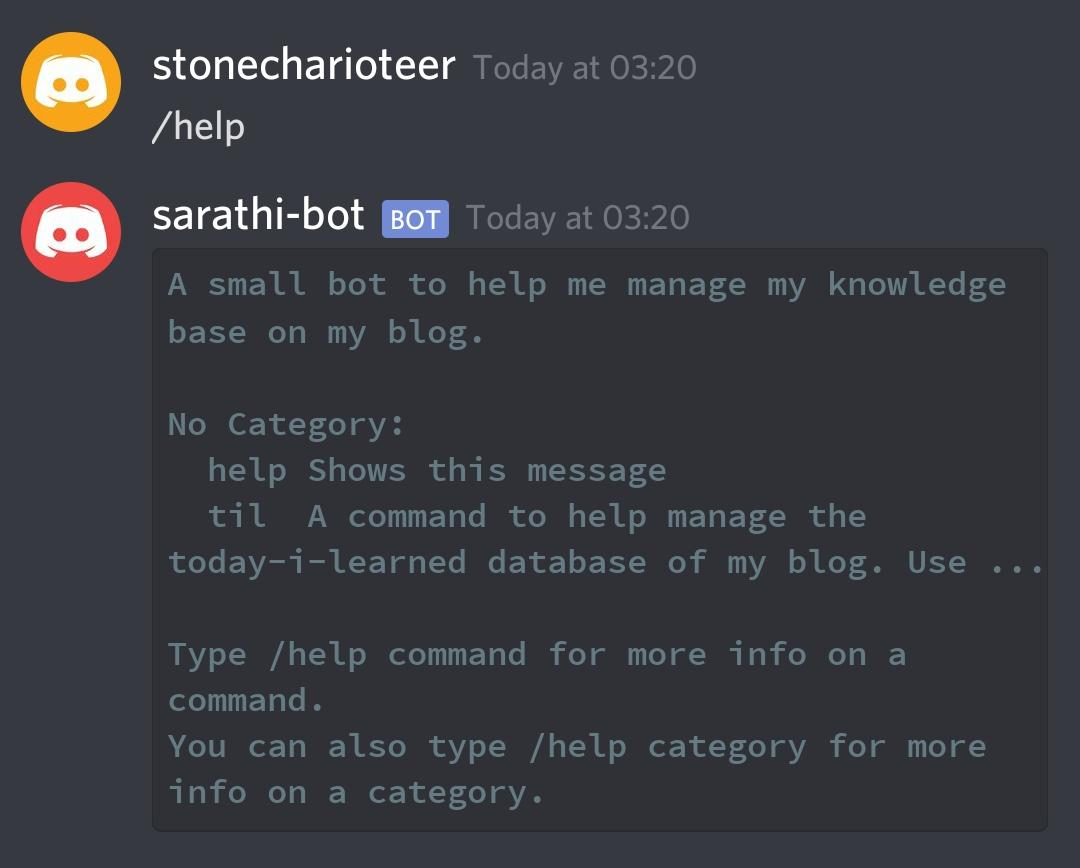 stonecharioteer Today at 03:20
/help
sarathi-bot BOT Today at 03:20
A small bot to help me manage my knowledge
base on my blog.
No Category:
help Shows this message
til A command to help manage the
today-i-learned database of my blog. Use ...
Type /help command for more info on a
command.
You can also type /help category for more
info on a category.